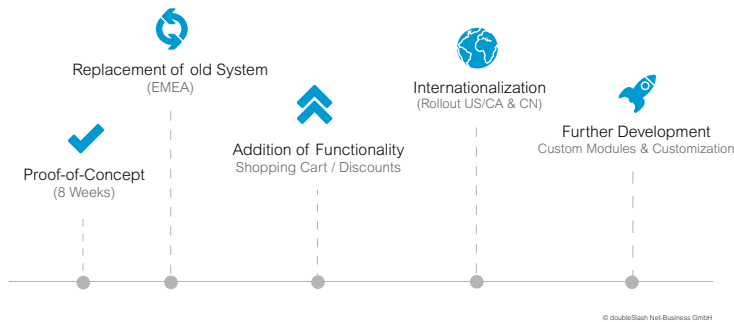 Proof-of-Concept
(8 Weeks)
Replacement of old System
(EMEA)
Addition of Functionality
Shopping Cart / Discounts
Internationalization
(Rollout US/CA & CN)
Further Development
Custom Modules & Customization
© doubleSlash Net-Business GmbH